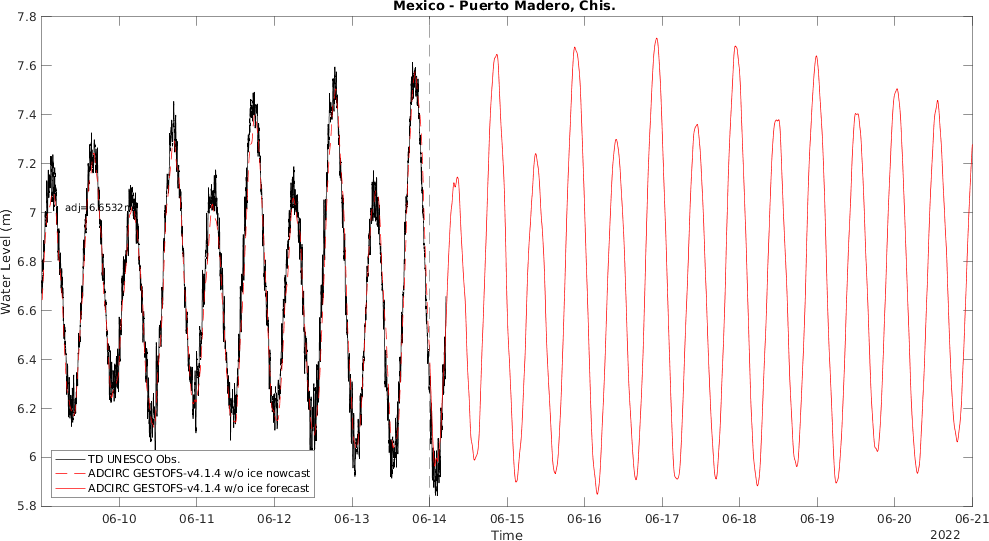 Mexico - Puerto Madero, Chis.
7.8
7.6
7.4
7.2
7
6.8
6.6
6.4
6.2
6
5.8
Water Level (m)
adj=6.6532m
TD UNESCO Obs.
ADCIRC GESTOFS-v4.1.4 w/o ice nowcast
ADCIRC GESTOFS-v4.1.4 w/o ice forecast
06-10 06-11 06-12 06-13 06-14 06-15 06-16 06-17 06-18 06-19 06-20 06-21
Time
2022